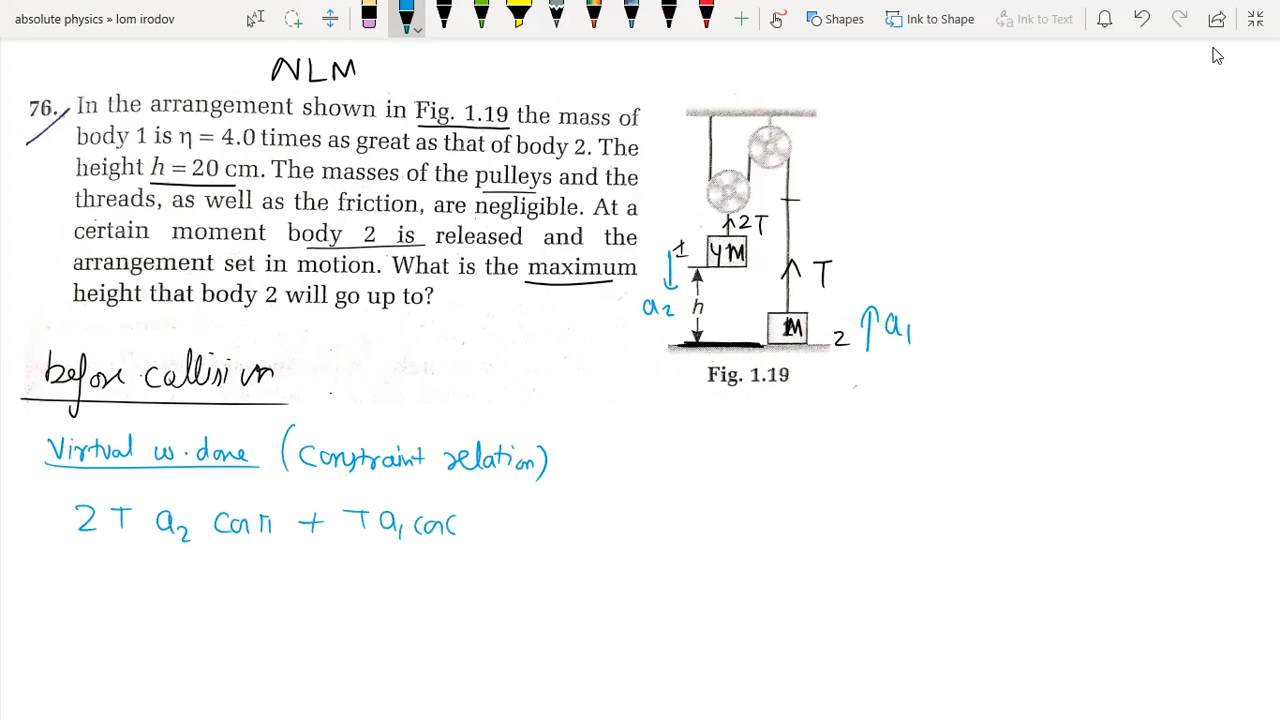 absolute physics » lom irodov
Shapes
Ink to Shape
Ink to Text
NLM
76. In the arrangement shown in Fig. 1.19 the mass of
body 1 is η = 4.0 times as great as that of body 2. The
height h = 20 cm. The masses of the pulleys and the
threads, as well as the friction, are negligible. At a
certain moment body 2 is released and the
arrangement set in motion. What is the maximum
height that body 2 will go up to?
2T
1
4M
a2
h
T
M
2
a1
Fig. 1.19
before collision
Virtual w.done (constraint relation)
2T a2 cosπ + T a1 cos